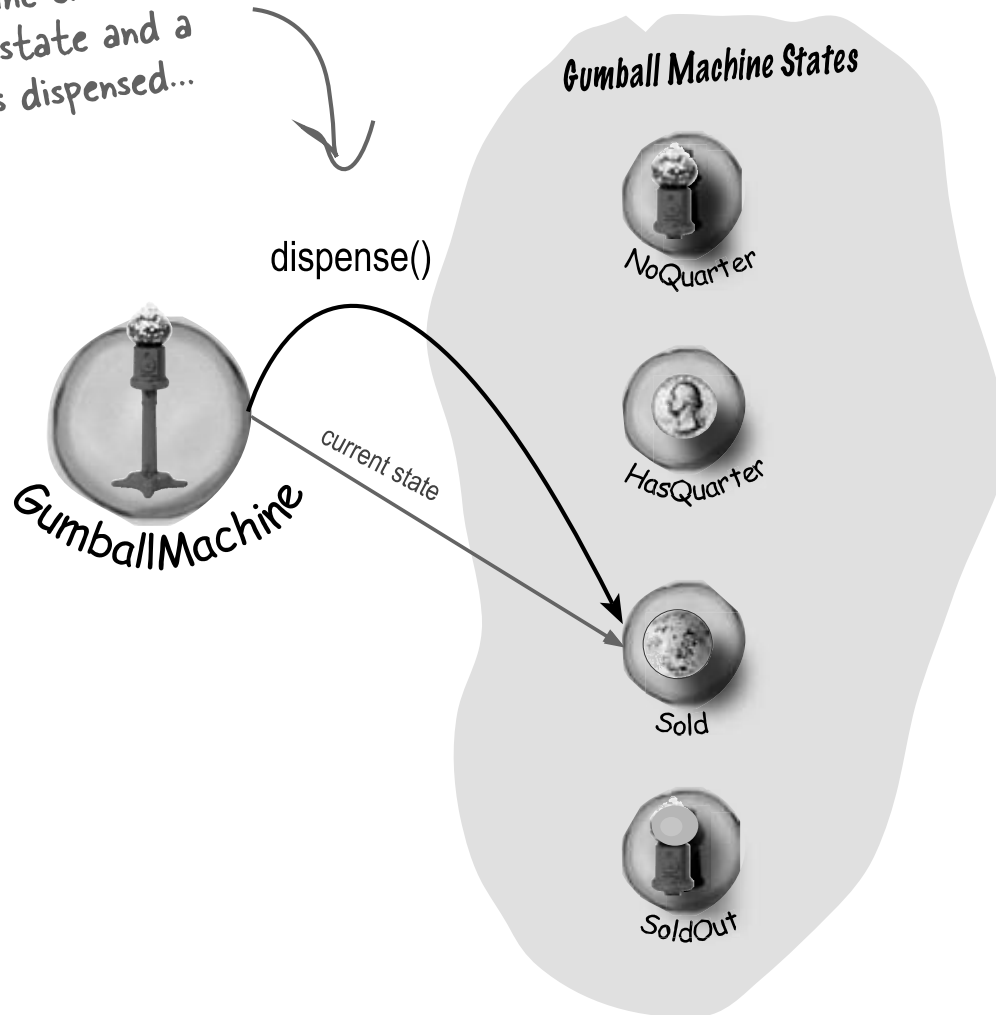 state and a
dispensed...
Gumball Machine States
NoQuarter
dispense()
HasQuarter
current state
GumballMachine
Sold
SoldOut